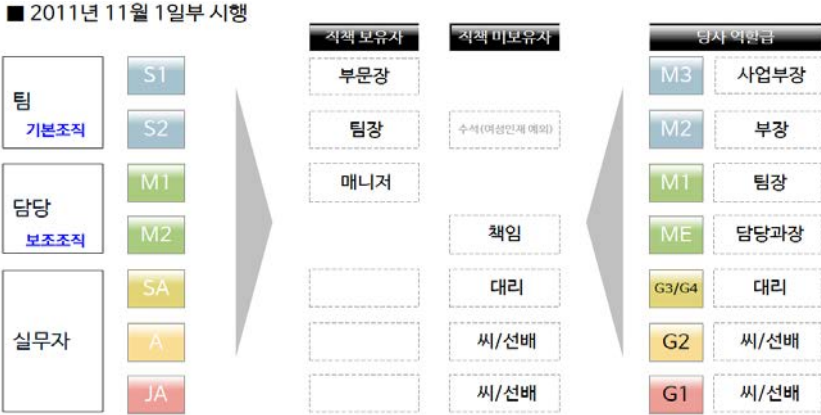 ■ 2011년 11월 1일부 시행
직책 보유자 직책 미보유자 당사 역할급
팀
기본조직
S1 부문장 M3 사업부장
S2 팀장 수석(여성인재 예외) M2 부장
담당
보조조직
M1 매니저 M1 팀장
M2 책임 ME 담당과장
실무자
SA 대리 G3/G4 대리
A 씨/선배 G2 씨/선배
JA 씨/선배 G1 씨/선배